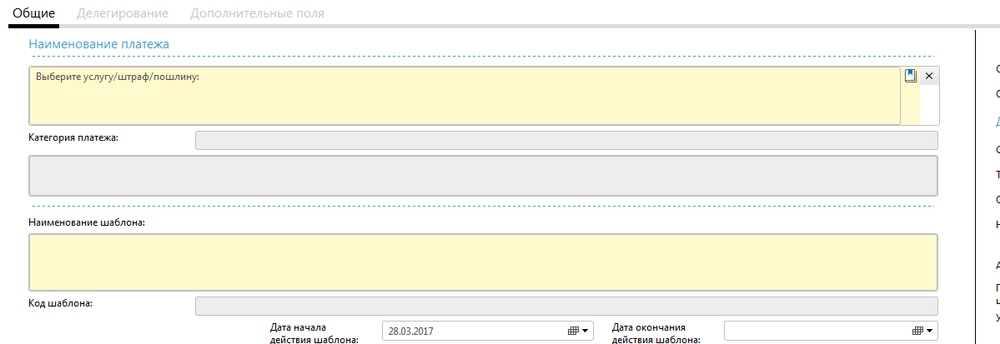 Общие Делегирование Дополнительные поля
Наименование платежа
Выберите услугу/штраф/пошлину:
Категория платежа:
Наименование шаблона:
Код шаблона:
Дата начала
действия шаблона:
28.03.2017
Дата окончания
действия шаблона: